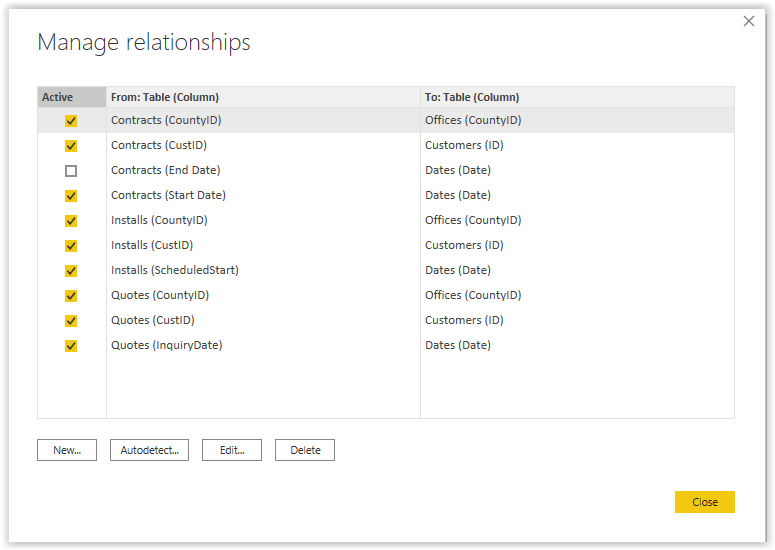 Manage relationships
Active From: Table (Column) To: Table (Column)
Contracts (CountyID) Offices (CountyID)
Contracts (CustID) Customers (ID)
Contracts (End Date) Dates (Date)
Contracts (Start Date) Dates (Date)
Installs (CountyID) Offices (CountyID)
Installs (CustID) Customers (ID)
Installs (ScheduledStart) Dates (Date)
Quotes (CountyID) Offices (CountyID)
Quotes (CustID) Customers (ID)
Quotes (InquiryDate) Dates (Date)
New... Autodetect... Edit... Delete
Close